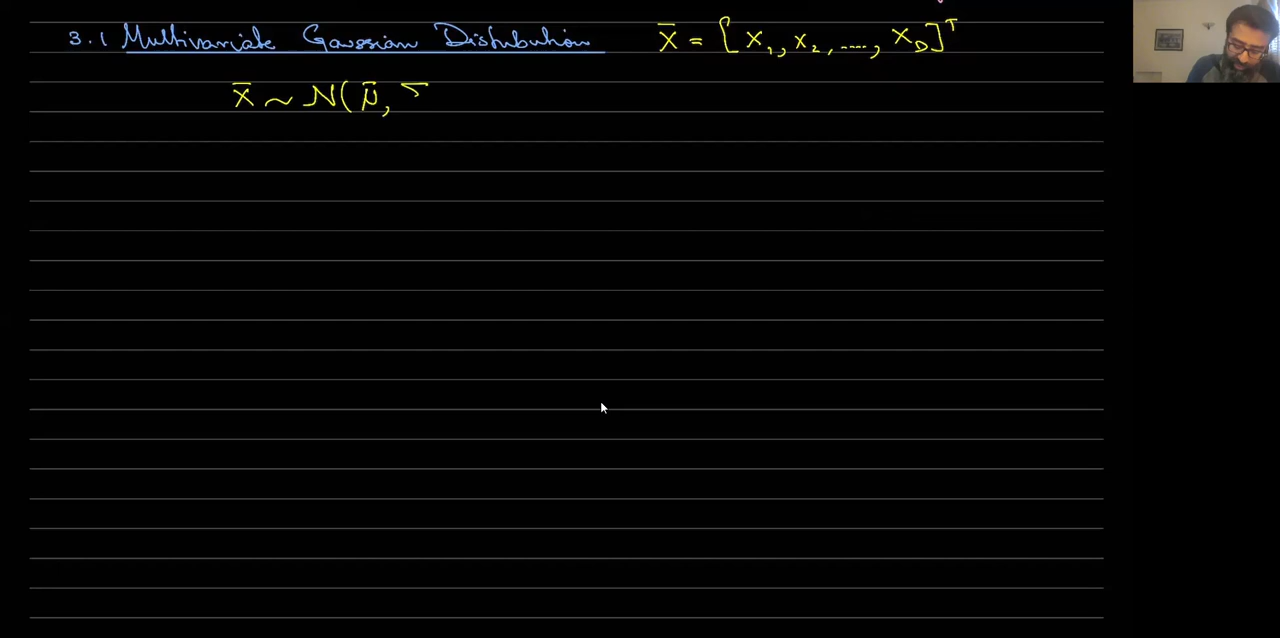 3.1 Multivariate Gaussian Distribution x̄ = [x₁, x₂, ...., x_D]ᵀ
x̄ ~ N(μ̄,